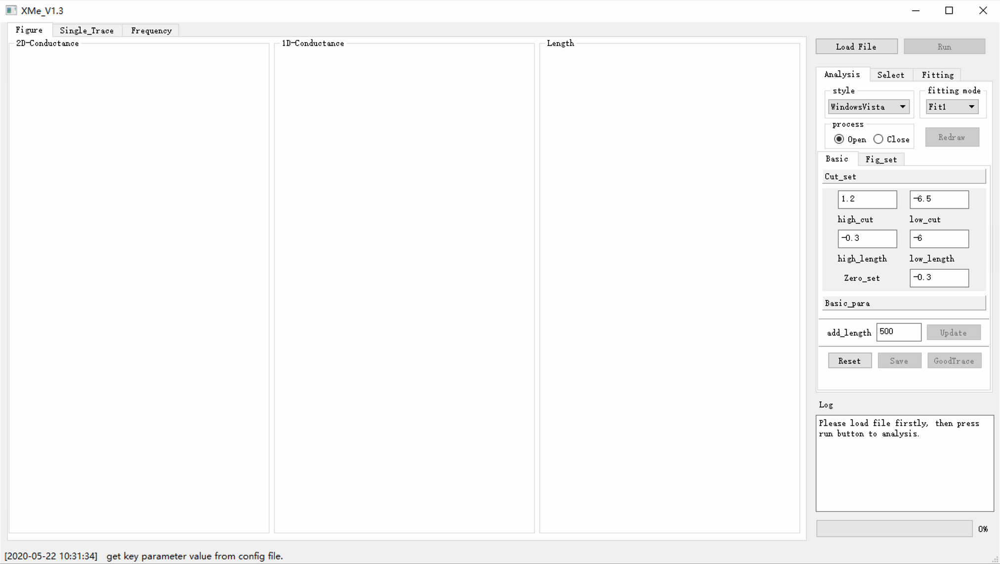 XMe_V1.3
Figure Single_Trace Frequency
2D-Conductance 1D-Conductance Length
Load File Run
Analysis Select Fitting
style fitting mode
WindowsVista Fit1
process
Open Close Redraw
Basic Fig_set
Cut_set
1.2 -6.5
high_cut low_cut
-0.3 -6
high_length low_length
Zero_set -0.3
Basic_para
add_length 500 Update
Reset Save GoodTrace
Log
Please load file firstly, then press
run button to analysis.
0%
[2020-05-22 10:31:34] get key parameter value from config file.